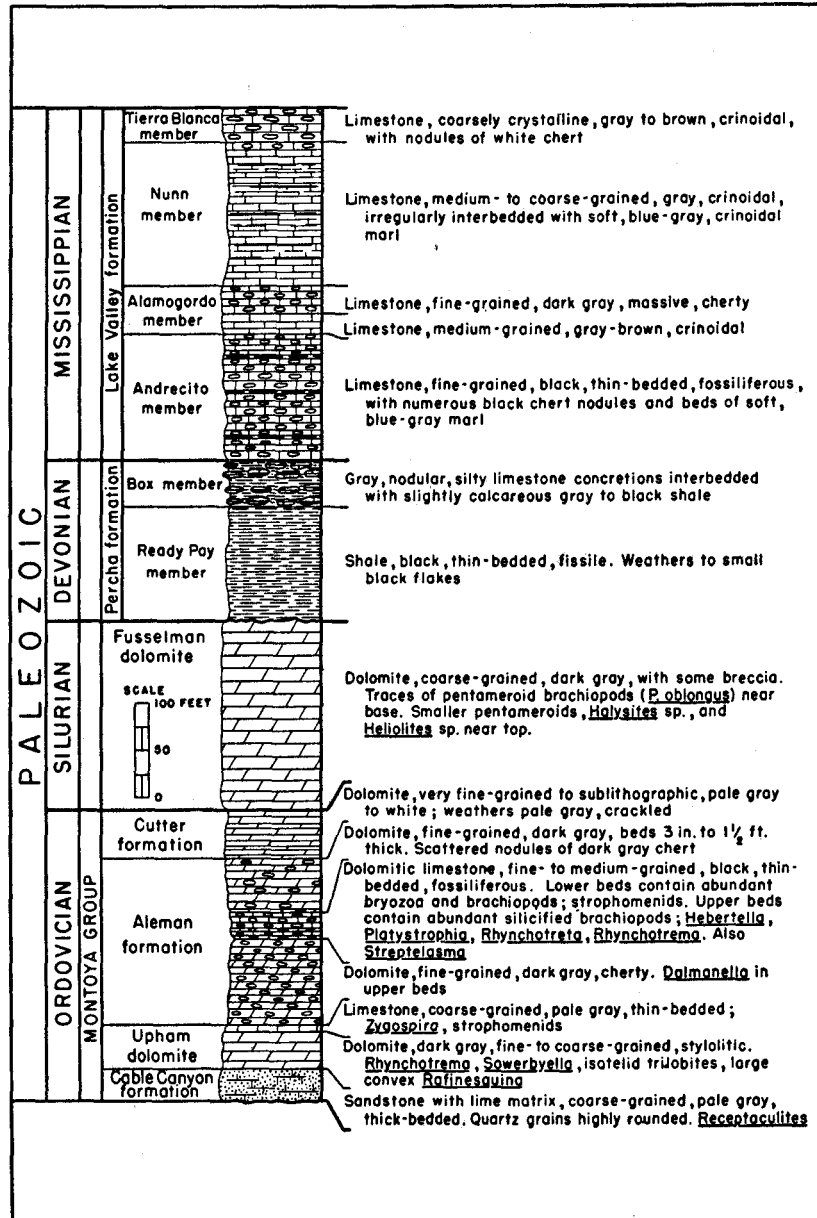 PALEOZOIC
MISSISSIPPIAN
Lake Valley formation
Tierra Blanca
member
Limestone, coarsely crystalline, gray to brown, crinoidal,
with nodules of white chert
Nunn
member
Limestone, medium- to coarse-grained, gray, crinoidal,
irregularly interbedded with soft, blue-gray, crinoidal
marl
Alamogordo
member
Limestone, fine-grained, dark gray, massive, cherty
Limestone, medium-grained, gray-brown, crinoidal
Andrecito
member
Limestone, fine-grained, black, thin-bedded, fossiliferous,
with numerous black chert nodules and beds of soft,
blue-gray marl
DEVONIAN
Percha formation
Box member
Gray, nodular, silty limestone concretions interbedded
with slightly calcareous gray to black shale
Ready Pay
member
Shale, black, thin-bedded, fissile. Weathers to small
black flakes
SILURIAN
Fusselman
dolomite
SCALE
100 FEET
50
0
Dolomite, coarse-grained, dark gray, with some breccia.
Traces of pentameroid brachiopods (P. oblongus) near
base. Smaller pentameroids, Halysites sp., and
Heliolites sp. near top.
ORDOVICIAN
MONTOYA GROUP
Dolomite, very fine-grained to sublithographic, pale gray
to white; weathers pale gray, crackled
Cutter
formation
Dolomite, fine-grained, dark gray, beds 3 in. to 1½ ft.
thick. Scattered nodules of dark gray chert
Aleman
formation
Dolomitic limestone, fine- to medium-grained, black, thin-
bedded, fossiliferous. Lower beds contain abundant
bryozoa and brachiopods; strophomenids. Upper beds
contain abundant silicified brachiopods; Hebertella,
Platystrophia, Rhynchotreta, Rhynchotrema. Also
Streptelasma
Dolomite, fine-grained, dark gray, cherty. Dalmanella in
upper beds
Limestone, coarse-grained, pale gray, thin-bedded;
Zygospira, strophomenids
Upham
dolomite
Dolomite, dark gray, fine- to coarse-grained, stylolitic.
Rhynchotrema, Sowerbyella, isotelid trilobites, large
convex Rafinesquina
Cable Canyon
formation
Sandstone with lime matrix, coarse-grained, pale gray,
thick-bedded. Quartz grains highly rounded. Receptaculites